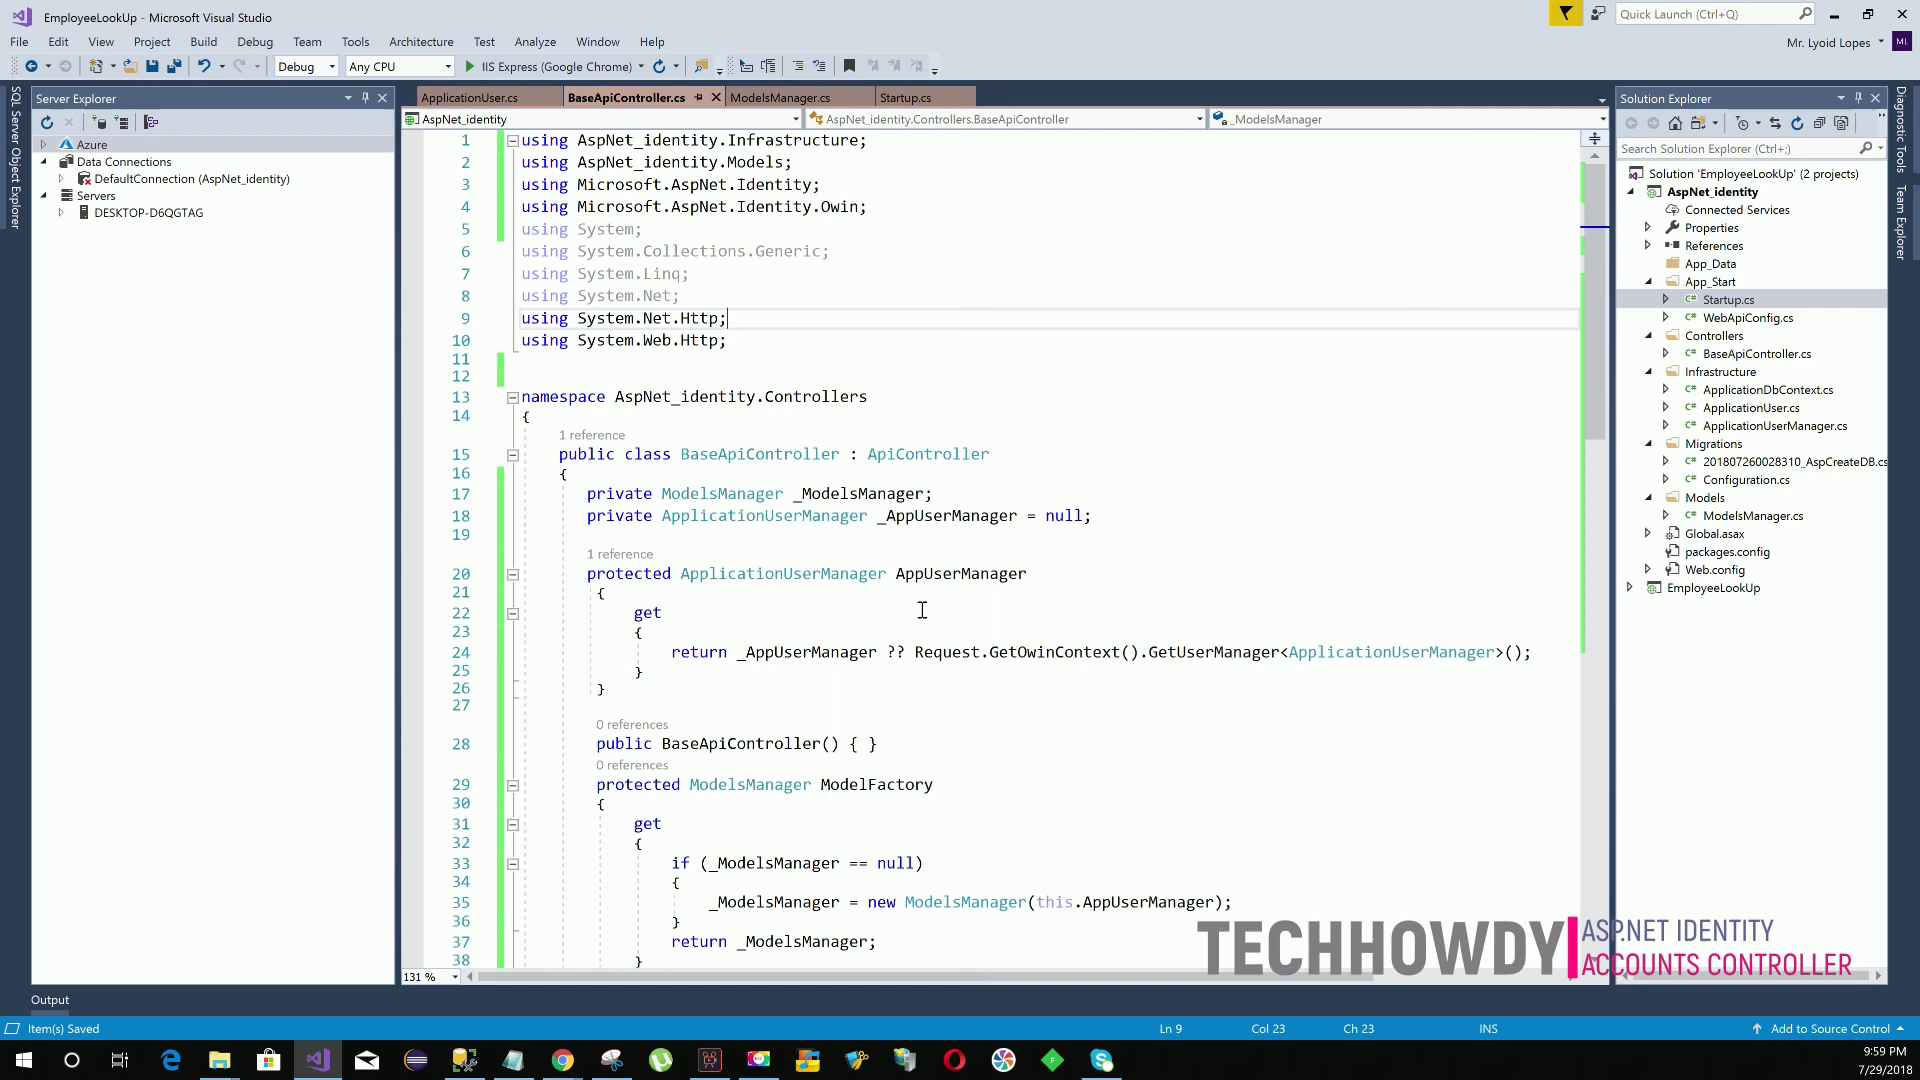 EmployeeLookUp - Microsoft Visual Studio
Quick Launch (Ctrl+Q)
File Edit View Project Build Debug Team Tools Architecture Test Analyze Window Help
Mr. Lyoid Lopes
ML
Debug Any CPU IIS Express (Google Chrome)
SQL Server Object Explorer
Server Explorer
Azure
Data Connections
DefaultConnection (AspNet_identity)
Servers
DESKTOP-D6QGTAG
ApplicationUser.cs BaseApiController.cs ModelsManager.cs Startup.cs
AspNet_identity AspNet_identity.Controllers.BaseApiController _ModelsManager
1 using AspNet_identity.Infrastructure;
2 using AspNet_identity.Models;
3 using Microsoft.AspNet.Identity;
4 using Microsoft.AspNet.Identity.Owin;
5 using System;
6 using System.Collections.Generic;
7 using System.Linq;
8 using System.Net;
9 using System.Net.Http;
10 using System.Web.Http;
11
12
13 namespace AspNet_identity.Controllers
14 {
1 reference
15 public class BaseApiController : ApiController
16 {
17 private ModelsManager _ModelsManager;
18 private ApplicationUserManager _AppUserManager = null;
19
1 reference
20 protected ApplicationUserManager AppUserManager
21 {
22 get
23 {
24 return _AppUserManager ?? Request.GetOwinContext().GetUserManager<ApplicationUserManager>();
25 }
26 }
27
0 references
28 public BaseApiController() { }
0 references
29 protected ModelsManager ModelFactory
30 {
31 get
32 {
33 if (_ModelsManager == null)
34 {
35 _ModelsManager = new ModelsManager(this.AppUserManager);
36 }
37 return _ModelsManager;
38 }
131 %
Solution Explorer
Search Solution Explorer (Ctrl+;)
Solution 'EmployeeLookUp' (2 projects)
AspNet_identity
Connected Services
Properties
References
App_Data
App_Start
Startup.cs
WebApiConfig.cs
Controllers
BaseApiController.cs
Infrastructure
ApplicationDbContext.cs
ApplicationUser.cs
ApplicationUserManager.cs
Migrations
201807260028310_AspCreateDB.cs
Configuration.cs
Models
ModelsManager.cs
Global.asax
packages.config
Web.config
EmployeeLookUp
Diagnostic Tools
Team Explorer
TECHHOWDY
ASP.NET IDENTITY
ACCOUNTS CONTROLLER
Output
Item(s) Saved Ln 9 Col 23 Ch 23 INS Add to Source Control
9:59 PM
7/29/2018